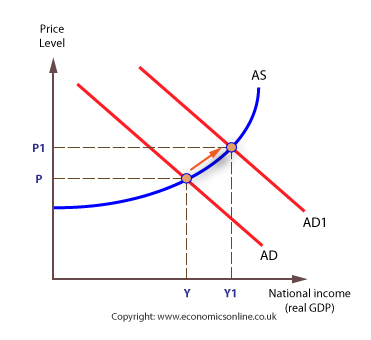 Price
Level
AS
P1
P
AD1
AD
Y
Y1
National income
(real GDP)
Copyright: www.economicsonline.co.uk